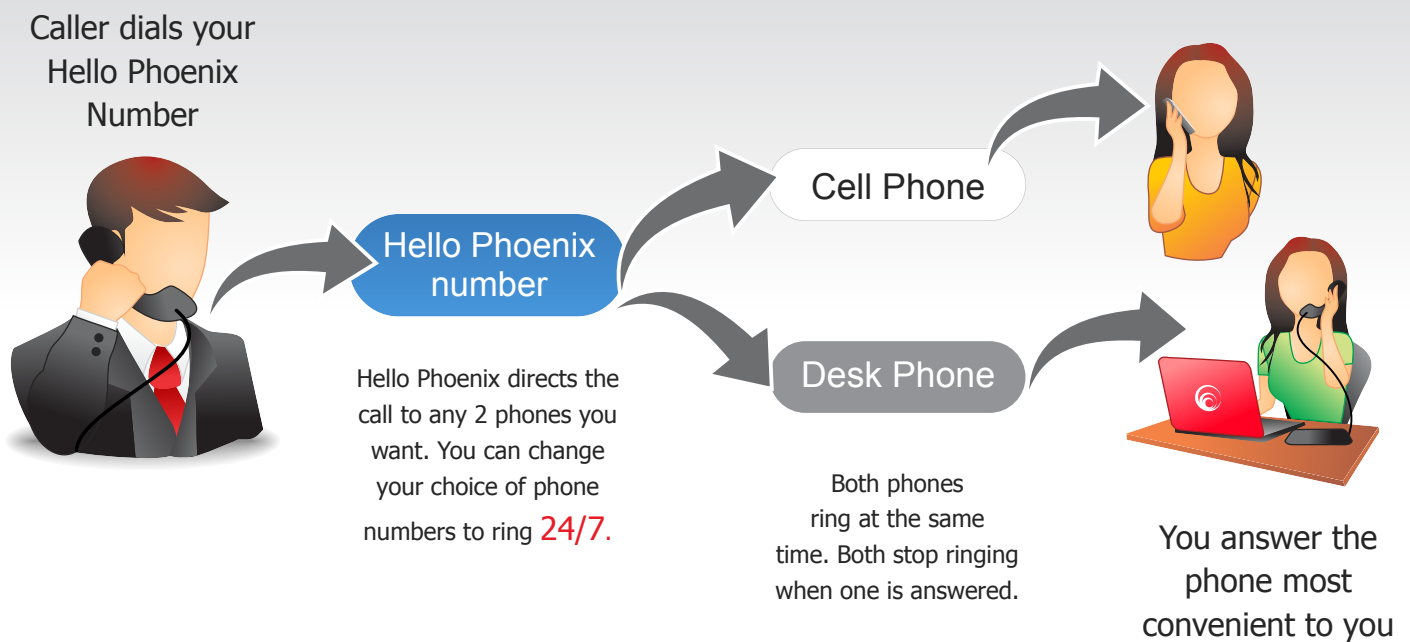 Caller dials your
Hello Phoenix
Number
Hello Phoenix
number
Hello Phoenix directs the
call to any 2 phones you
want. You can change
your choice of phone
numbers to ring 24/7.
Cell Phone
Desk Phone
Both phones
ring at the same
time. Both stop ringing
when one is answered.
You answer the
phone most
convenient to you